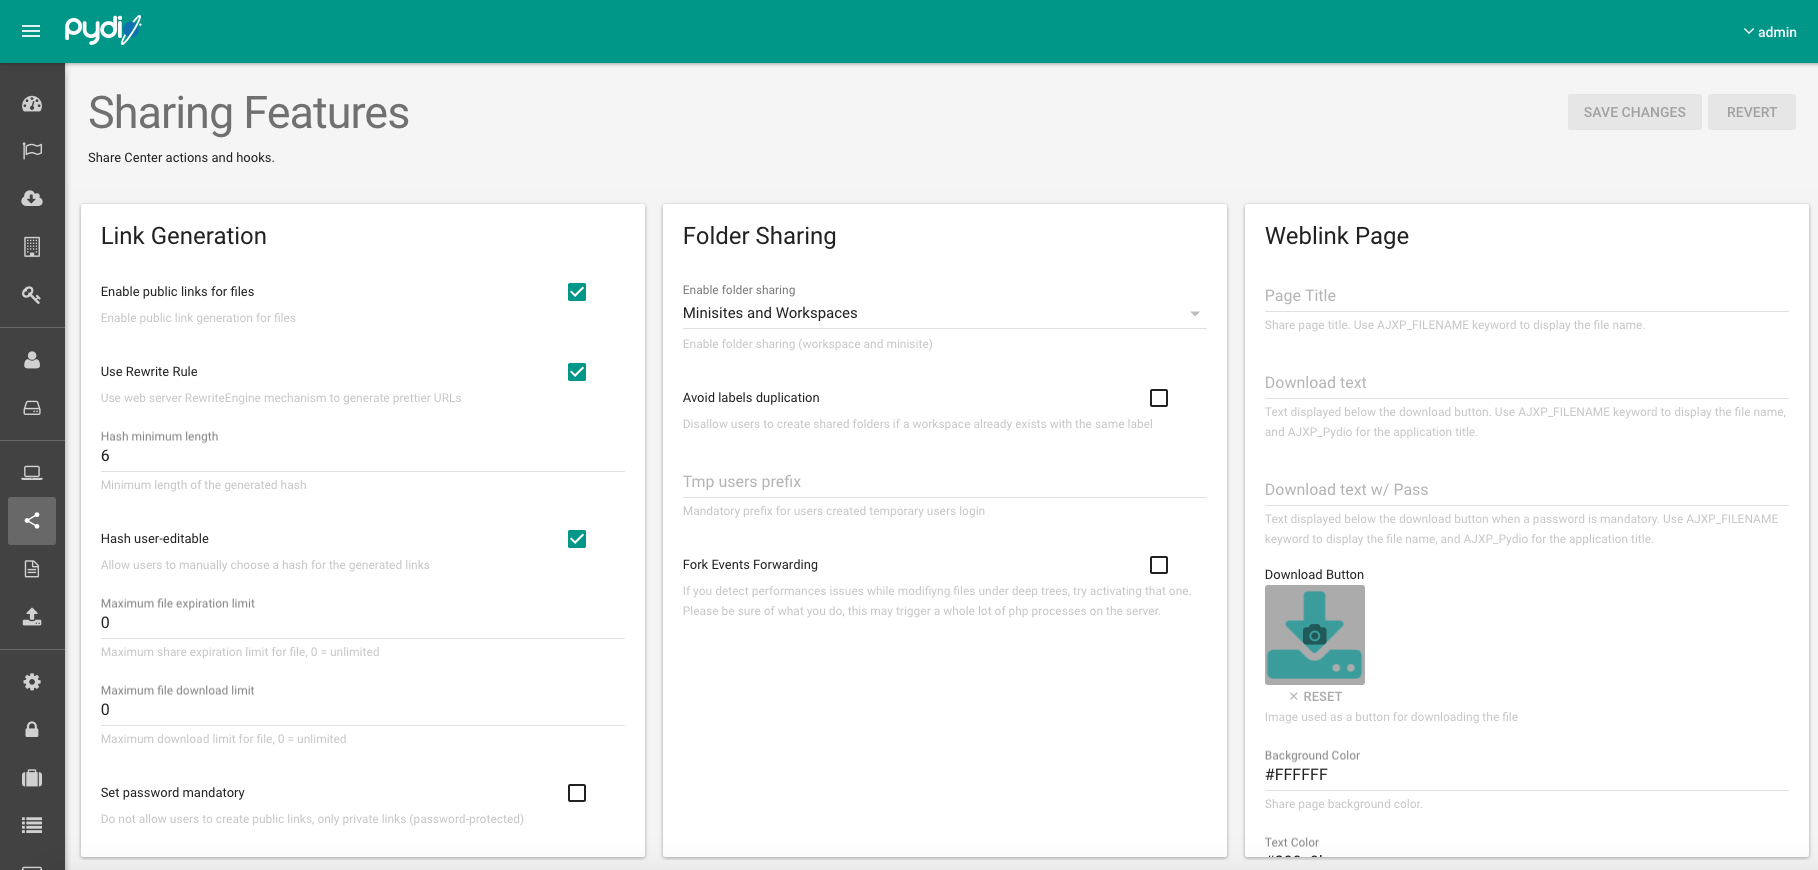 pydio
admin
Sharing Features
SAVE CHANGES
REVERT
Share Center actions and hooks.
Link Generation
Enable public links for files
Enable public link generation for files
Use Rewrite Rule
Use web server RewriteEngine mechanism to generate prettier URLs
Hash minimum length
6
Minimum length of the generated hash
Hash user-editable
Allow users to manually choose a hash for the generated links
Maximum file expiration limit
0
Maximum share expiration limit for file, 0 = unlimited
Maximum file download limit
0
Maximum download limit for file, 0 = unlimited
Set password mandatory
Do not allow users to create public links, only private links (password-protected)
Folder Sharing
Enable folder sharing
Minisites and Workspaces
Enable folder sharing (workspace and minisite)
Avoid labels duplication
Disallow users to create shared folders if a workspace already exists with the same label
Tmp users prefix
Mandatory prefix for users created temporary users login
Fork Events Forwarding
If you detect performances issues while modifiyng files under deep trees, try activating that one.
Please be sure of what you do, this may trigger a whole lot of php processes on the server.
Weblink Page
Page Title
Share page title. Use AJXP_FILENAME keyword to display the file name.
Download text
Text displayed below the download button. Use AJXP_FILENAME keyword to display the file name,
and AJXP_Pydio for the application title.
Download text w/ Pass
Text displayed below the download button when a password is mandatory. Use AJXP_FILENAME
keyword to display the file name, and AJXP_Pydio for the application title.
Download Button
× RESET
Image used as a button for downloading the file
Background Color
#FFFFFF
Share page background color.
Text Color